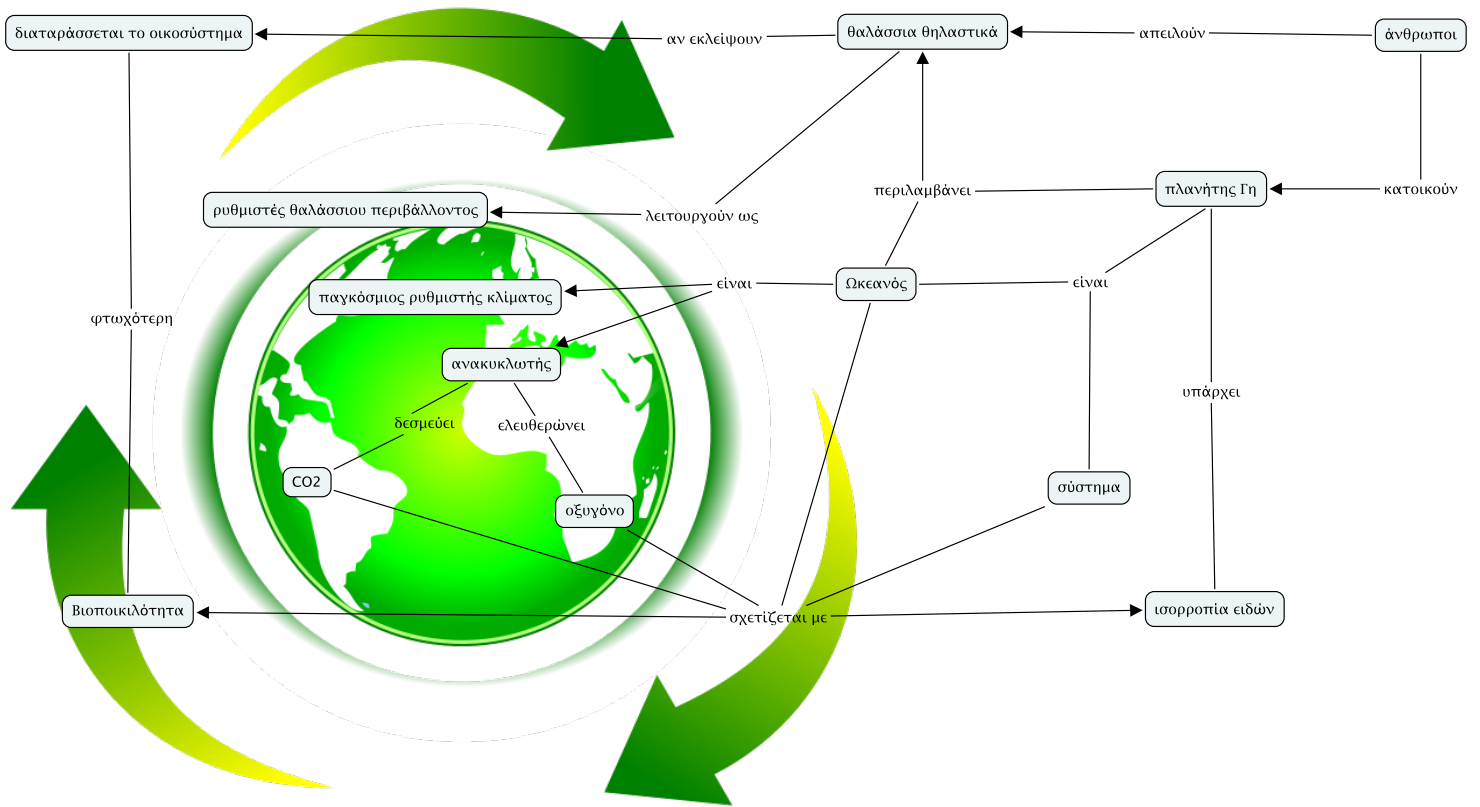 διαταράσσεται το οικοσύστημα
αν εκλείψουν
θαλάσσια θηλαστικά
απειλούν
άνθρωποι
περιλαμβάνει
πλανήτης Γη
κατοικούν
ρυθμιστές θαλάσσιου περιβάλλοντος
λειτουργούν ως
παγκόσμιος ρυθμιστής κλίματος
είναι
Ωκεανός
είναι
φτωχότερη
ανακυκλωτής
υπάρχει
δεσμεύει
ελευθερώνει
CO2
σύστημα
οξυγόνο
Βιοποικιλότητα
σχετίζεται με
ισορροπία ειδών